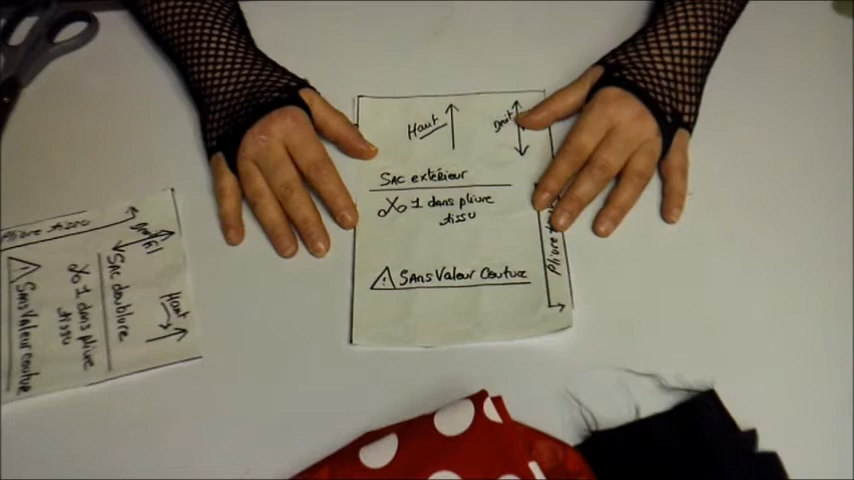 Haut
Droit
Sac extérieur
1 dans pliure
tissu
⚠ Sans Valeur Couture
Pliure
Pliure tissu
Droit fil
Haut
Sac doublure
1 dans pliure
tissu
⚠ Sans Valeur couture